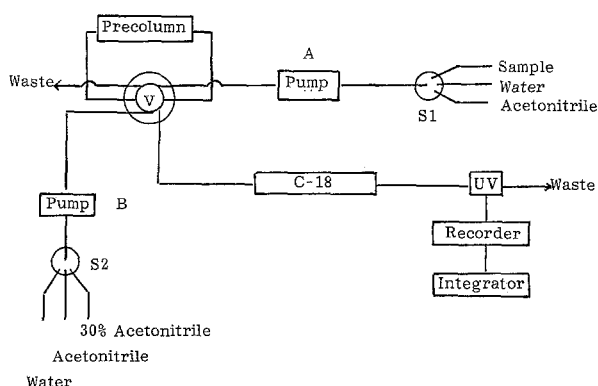 Precolumn
A
Waste
Pump
Sample
Water
Acetonitrile
S1
V
C-18
UV
Waste
Pump
B
Recorder
S2
Integrator
30% Acetonitrile
Acetonitrile
Water